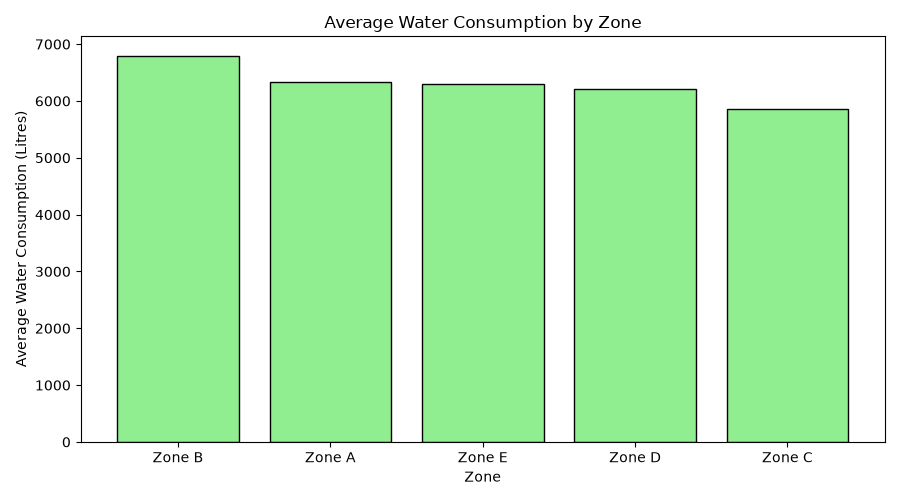 Average Water Consumption by Zone
Average Water Consumption (Litres)
7000
6000
5000
4000
3000
2000
1000
0
Zone B Zone A Zone E Zone D Zone C
Zone